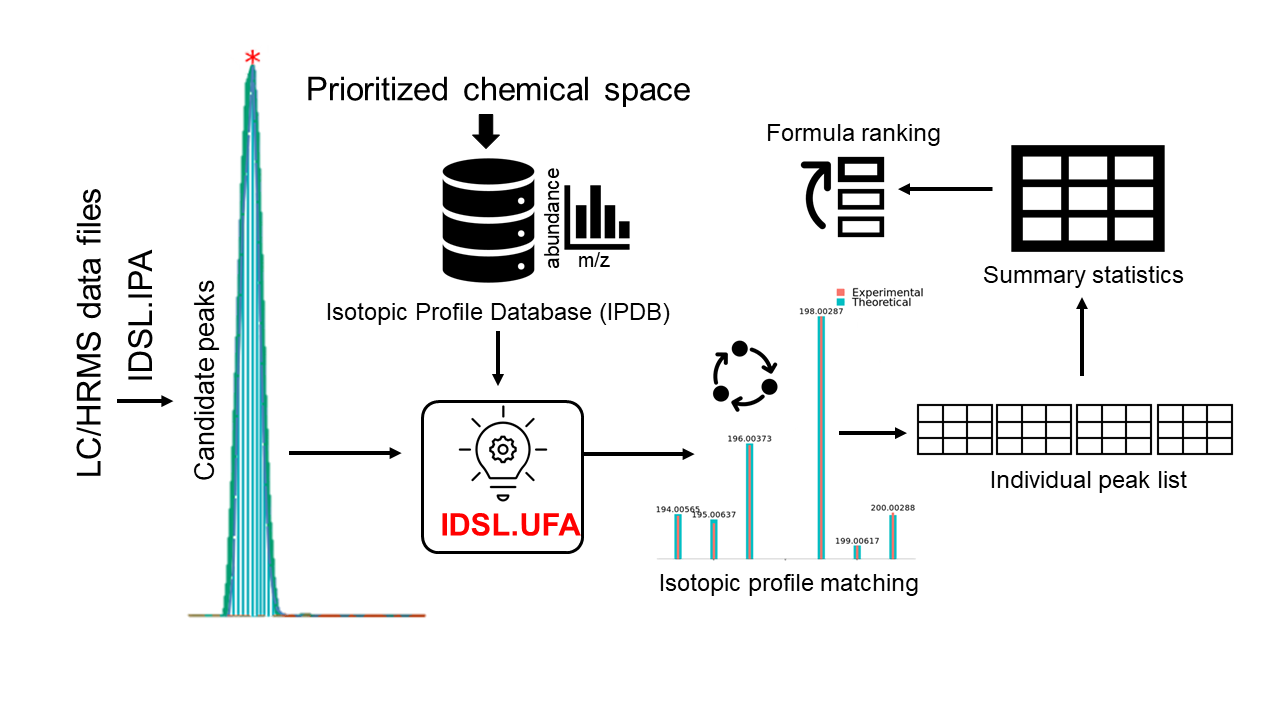 LC/HRMS data files
IDSL.IPA
Candidate peaks
*
Prioritized chemical space
abundance
m/z
Isotopic Profile Database (IPDB)
IDSL.UFA
Experimental
Theoretical
198.00287
196.00373
194.00565
195.00637
199.00617
200.00288
Isotopic profile matching
Individual peak list
Summary statistics
Formula ranking